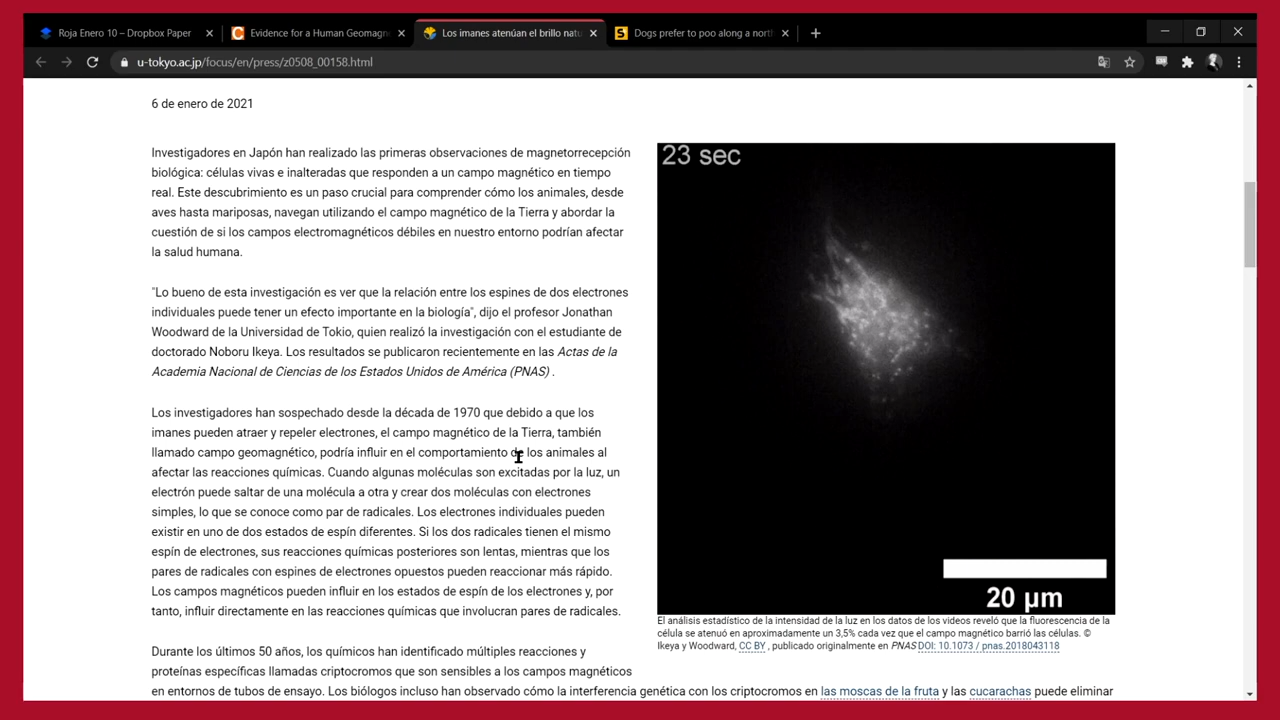 Roja Enero 10 – Dropbox Paper
Evidence for a Human Geomagn
Los imanes atenúan el brillo natu
Dogs prefer to poo along a nort
u-tokyo.ac.jp/focus/en/press/z0508_00158.html
6 de enero de 2021
Investigadores en Japón han realizado las primeras observaciones de magnetorrecepción
biológica: células vivas e inalteradas que responden a un campo magnético en tiempo
real. Este descubrimiento es un paso crucial para comprender cómo los animales, desde
aves hasta mariposas, navegan utilizando el campo magnético de la Tierra y abordar la
cuestión de si los campos electromagnéticos débiles en nuestro entorno podrían afectar
la salud humana.
"Lo bueno de esta investigación es ver que la relación entre los espines de dos electrones
individuales puede tener un efecto importante en la biología", dijo el profesor Jonathan
Woodward de la Universidad de Tokio, quien realizó la investigación con el estudiante de
doctorado Noboru Ikeya. Los resultados se publicaron recientemente en las Actas de la
Academia Nacional de Ciencias de los Estados Unidos de América (PNAS) .
Los investigadores han sospechado desde la década de 1970 que debido a que los
imanes pueden atraer y repeler electrones, el campo magnético de la Tierra, también
llamado campo geomagnético, podría influir en el comportamiento de los animales al
afectar las reacciones químicas. Cuando algunas moléculas son excitadas por la luz, un
electrón puede saltar de una molécula a otra y crear dos moléculas con electrones
simples, lo que se conoce como par de radicales. Los electrones individuales pueden
existir en uno de dos estados de espín diferentes. Si los dos radicales tienen el mismo
espín de electrones, sus reacciones químicas posteriores son lentas, mientras que los
pares de radicales con espines de electrones opuestos pueden reaccionar más rápido.
Los campos magnéticos pueden influir en los estados de espín de los electrones y, por
tanto, influir directamente en las reacciones químicas que involucran pares de radicales.
Durante los últimos 50 años, los químicos han identificado múltiples reacciones y
proteínas específicas llamadas criptocromos que son sensibles a los campos magnéticos
en entornos de tubos de ensayo. Los biólogos incluso han observado cómo la interferencia genética con los criptocromos en las moscas de la fruta y las cucarachas puede eliminar
23 sec
20 µm
El análisis estadístico de la intensidad de la luz en los datos de los videos reveló que la fluorescencia de la
célula se atenuó en aproximadamente un 3,5% cada vez que el campo magnético barrió las células. ©
Ikeya y Woodward, CC BY , publicado originalmente en PNAS DOI: 10.1073 / pnas.2018043118